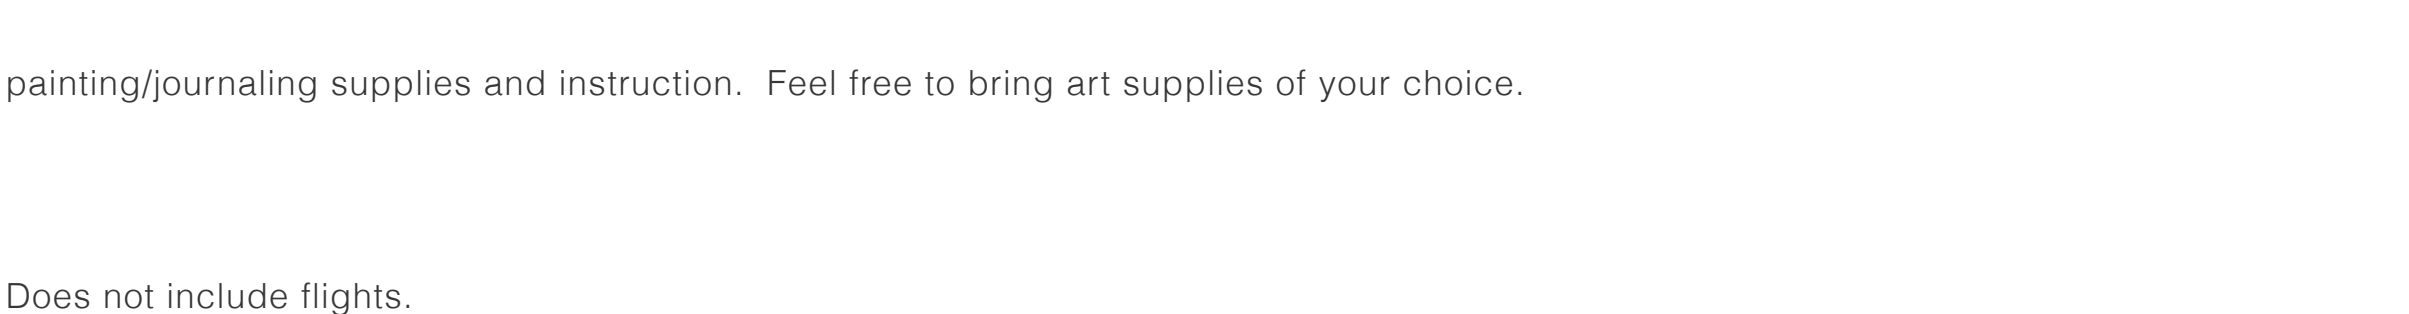 painting/journaling supplies and instruction.  Feel free to bring art supplies of your choice.
Does not include flights.